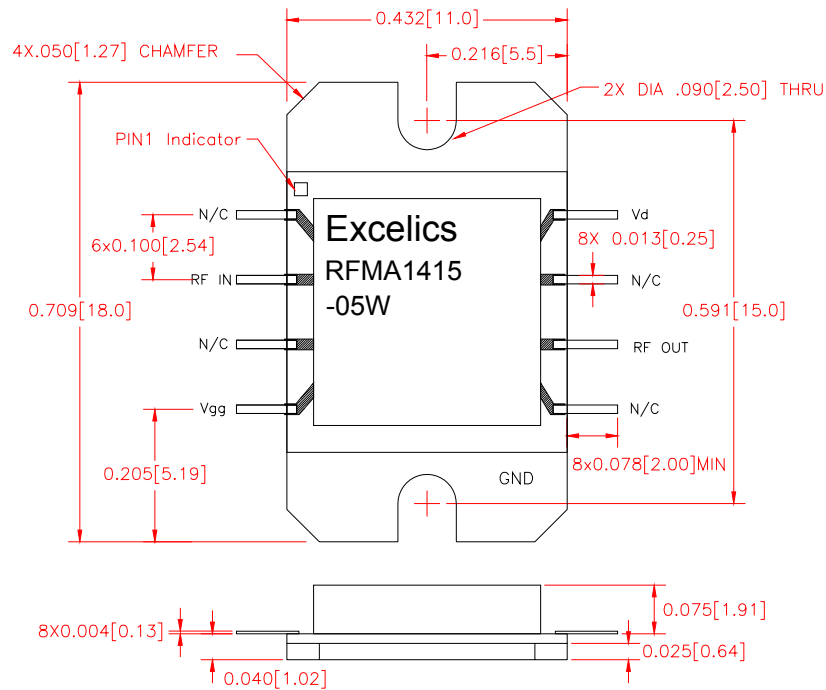 0.432[11.0]
0.216[5.5]
4X.050[1.27] CHAMFER
2X DIA .090[2.50] THRU
PIN1 Indicator
N/C
Vd
Excelics
6x0.100[2.54]
8X 0.013[0.25]
RFMA1415
RF IN
N/C
-05W
0.709[18.0]
0.591[15.0]
N/C
RF OUT
Vgg
N/C
0.205[5.19]
8x0.078[2.00]MIN
GND
0.075[1.91]
8X0.004[0.13]
0.025[0.64]
0.040[1.02]